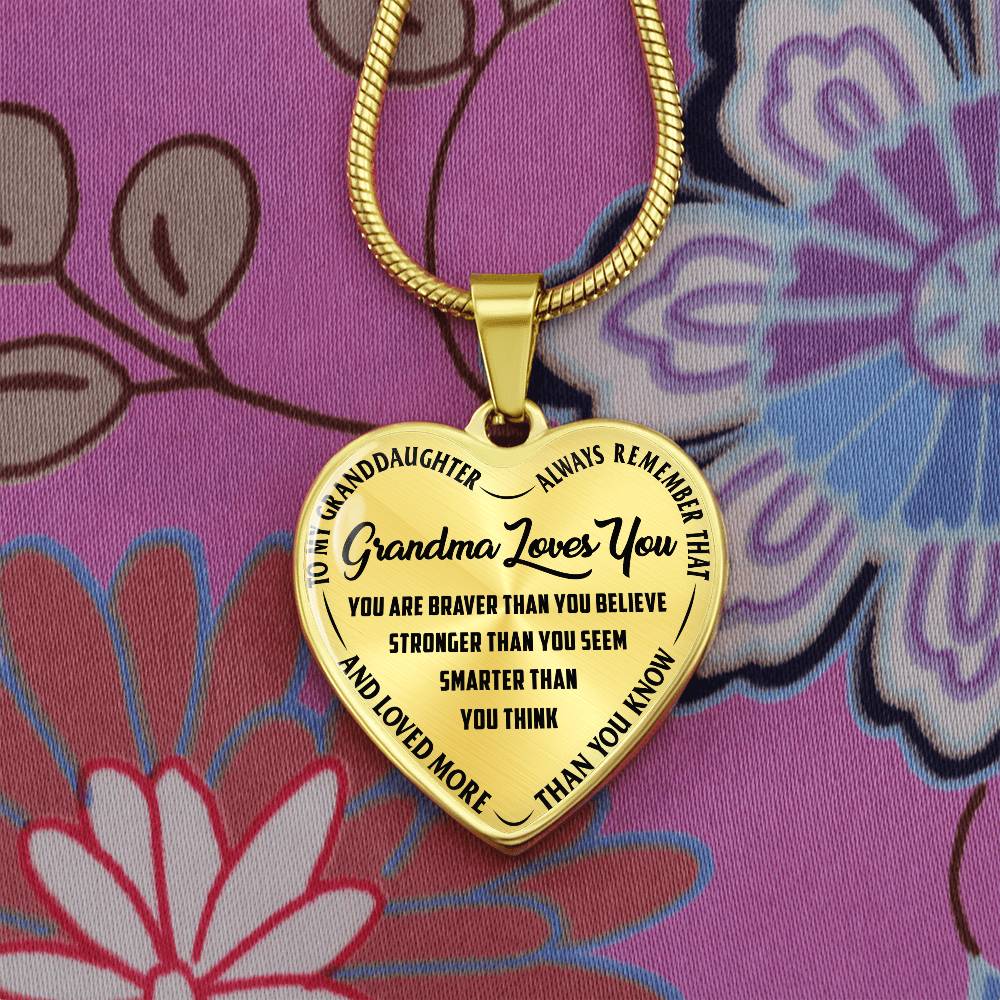 TO MY GRANDDAUGHTER
ALWAYS REMEMBER THAT
Grandma Loves You
YOU ARE BRAVER THAN YOU BELIEVE
STRONGER THAN YOU SEEM
SMARTER THAN
YOU THINK
AND LOVED MORE
THAN YOU KNOW